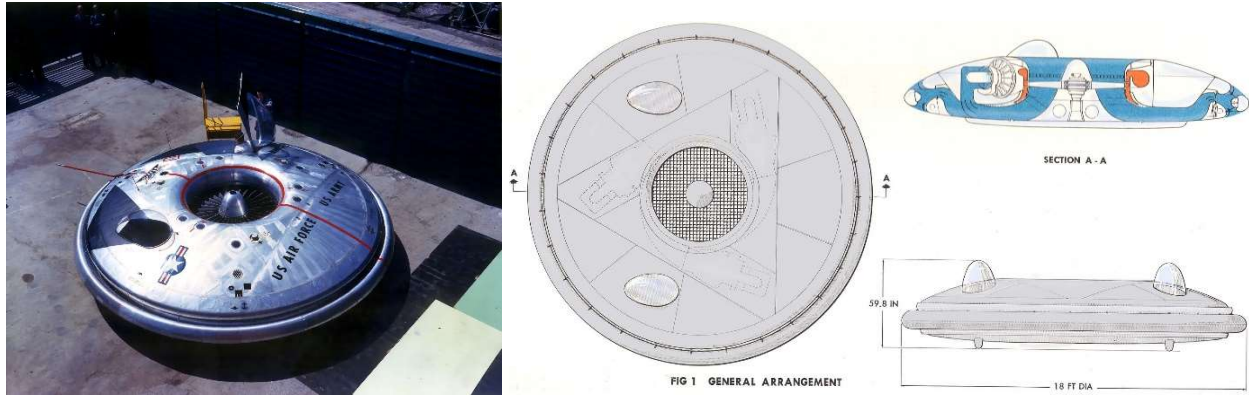 US AIR FORCE
US ARMY
A
A
FIG 1 GENERAL ARRANGEMENT
SECTION A - A
59.8 IN
18 FT DIA